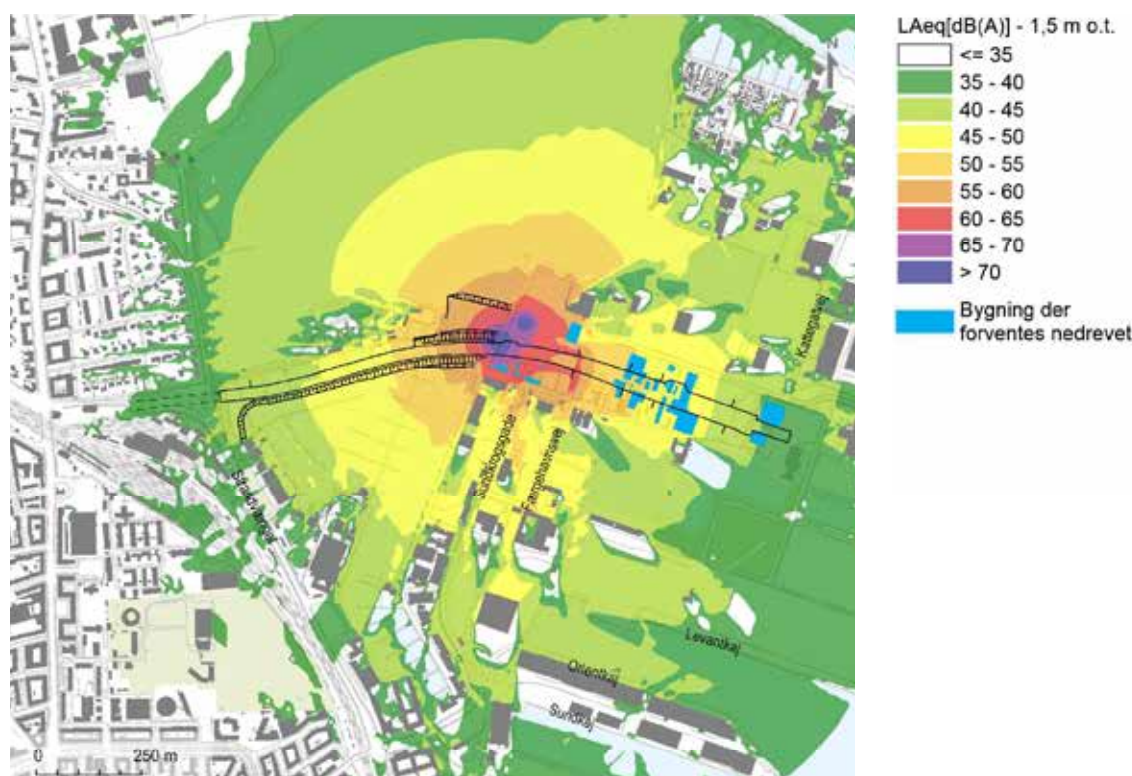 LAeq[dB(A)] - 1,5 m o.t.
<= 35
35 - 40
40 - 45
45 - 50
50 - 55
55 - 60
60 - 65
65 - 70
> 70
Bygning der
forventes nedrevet
N
Kattegatvej
Sundkrogsgade
Færgehavnsvej
Strandvænget
Levantkaj
Orientkaj
Sundkaj
0 250 m